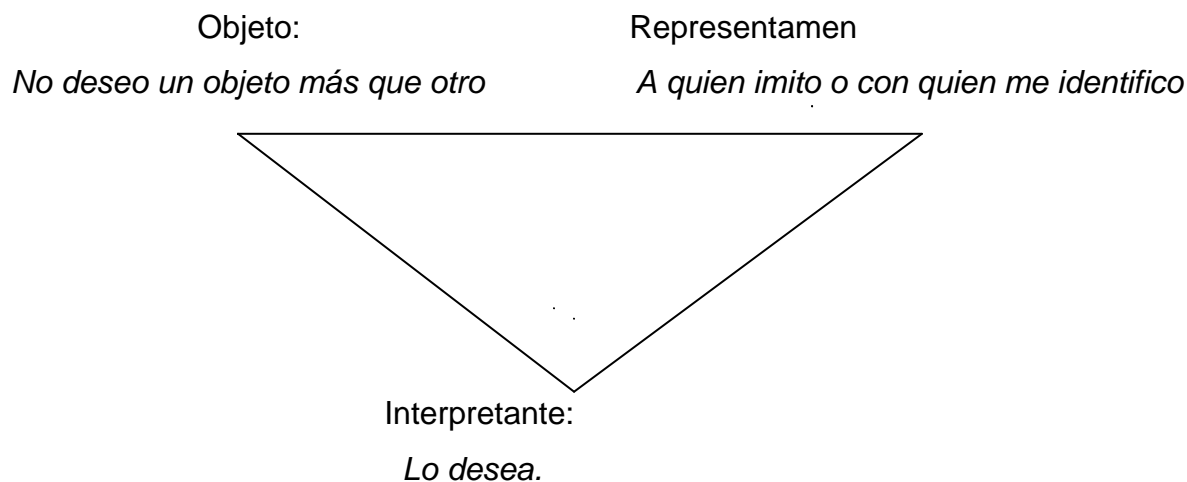 Objeto: Representamen
No deseo un objeto más que otro A quien imito o con quien me identifico
Interpretante:
Lo desea.